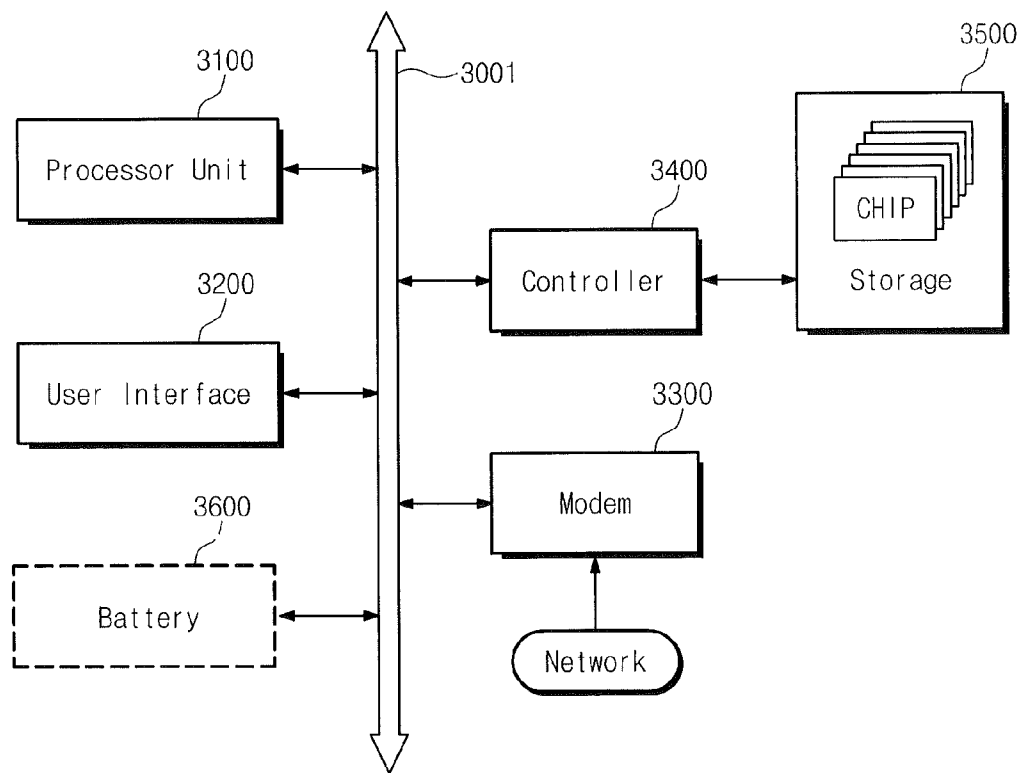 3100
Processor Unit
3001
3500
CHIP
Storage
3400
Controller
3200
User Interface
3300
Modem
3600
Battery
Network